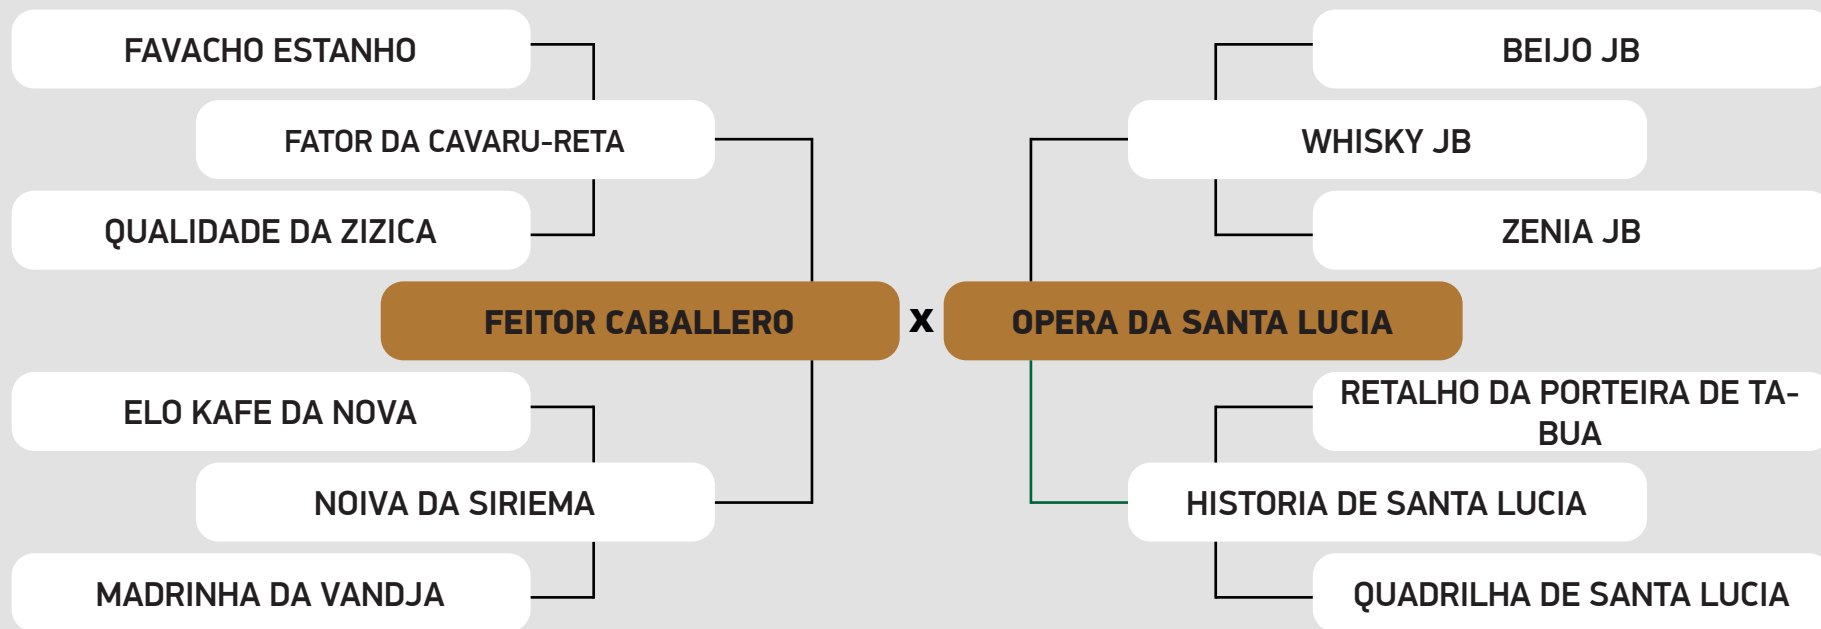 FAVACHO ESTANHO
BEIJO JB
FATOR DA CAVARU-RETA
WHISKY JB
QUALIDADE DA ZIZICA
ZENIA JB
FEITOR CABALLERO x OPERA DA SANTA LUCIA
ELO KAFE DA NOVA
RETALHO DA PORTEIRA DE TA-
BUA
NOIVA DA SIRIEMA
HISTORIA DE SANTA LUCIA
MADRINHA DA VANDJA
QUADRILHA DE SANTA LUCIA